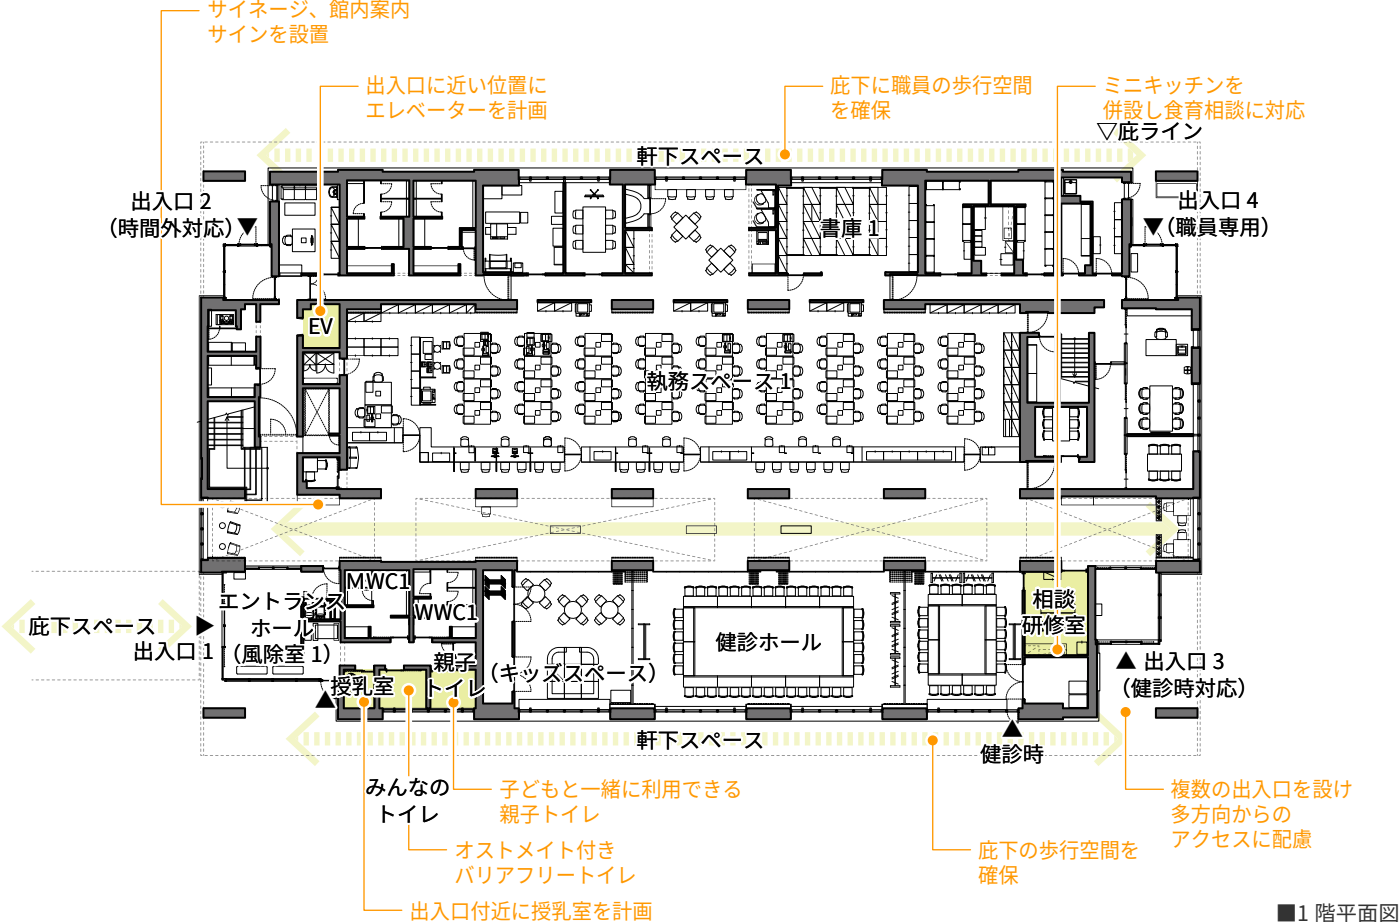 サイネージ、館内案内
サインを設置
出入口に近い位置に
エレベーターを計画
庇下に職員の歩行空間
を確保
ミニキッチンを
併設し食育相談に対応
▽庇ライン
軒下スペース
出入口 2
（時間外対応）▼
出入口 4
▼（職員専用）
書庫 1
EV
執務スペース 1
MWC1
WWC1
エントランス
ホール
（風除室 1）
庇下スペース
▶
出入口 1
相談
研修室
健診ホール
親子
トイレ
（キッズスペース）
授乳室
▲
▲ 出入口 3
（健診時対応）
軒下スペース
▲
健診時
みんなの
トイレ
子どもと一緒に利用できる
親子トイレ
複数の出入口を設け
多方向からの
アクセスに配慮
オストメイト付き
バリアフリートイレ
庇下の歩行空間を
確保
出入口付近に授乳室を計画
■1 階平面図